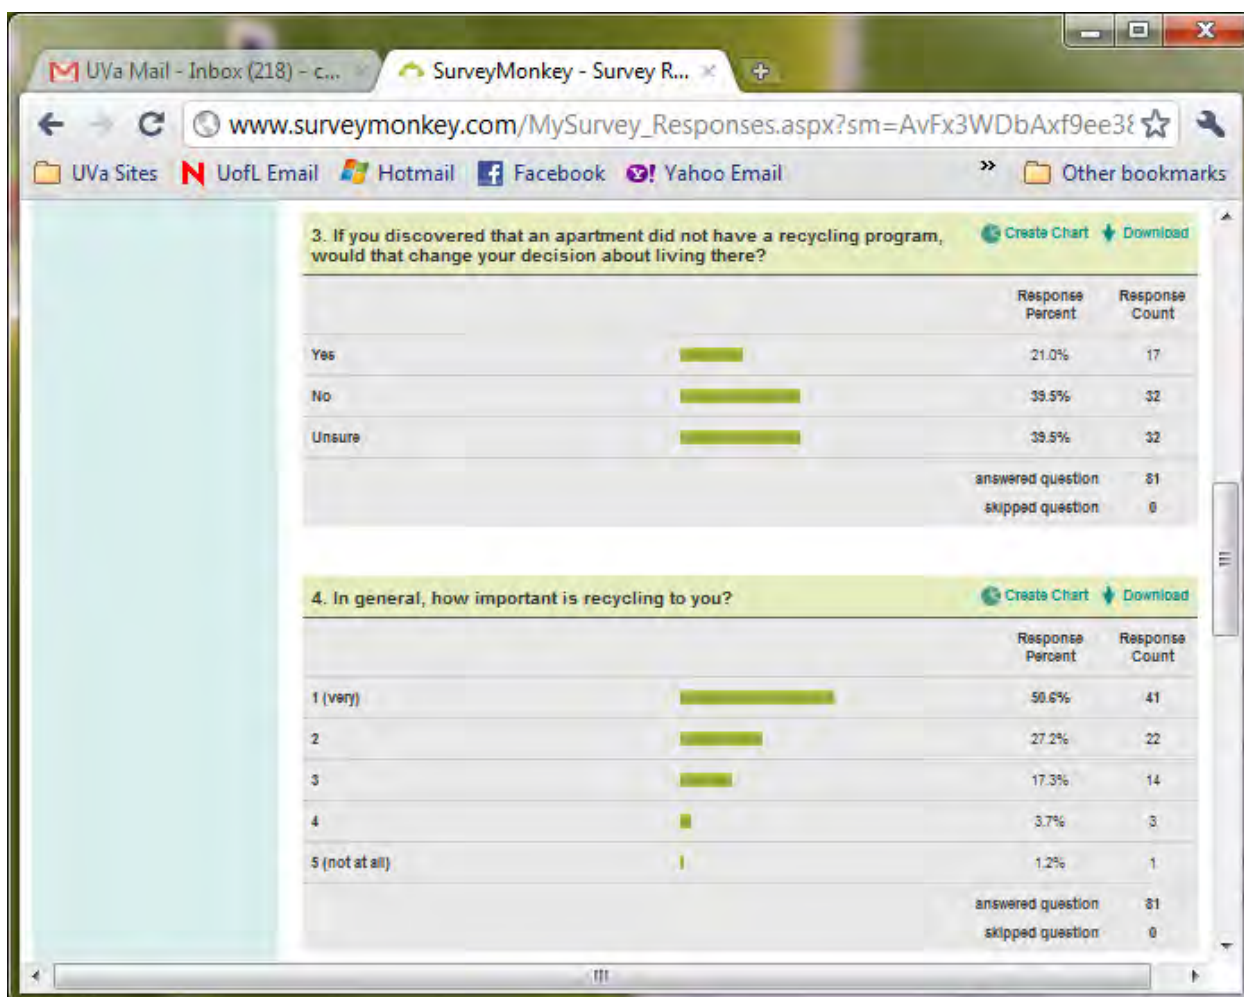 UVa Mail - Inbox (218) - c...
SurveyMonkey - Survey R...
www.surveymonkey.com/MySurvey_Responses.aspx?sm=AvFx3WDbAxf9ee38
UVa Sites UofL Email Hotmail Facebook Yahoo Email » Other bookmarks
3. If you discovered that an apartment did not have a recycling program, Create Chart Download
would that change your decision about living there?
Response Response
Percent Count
Yes 21.0% 17
No 39.5% 32
Unsure 39.5% 32
answered question 81
skipped question 0
4. In general, how important is recycling to you? Create Chart Download
Response Response
Percent Count
1 (very) 50.6% 41
2 27.2% 22
3 17.3% 14
4 3.7% 3
5 (not at all) 1.2% 1
answered question 81
skipped question 0